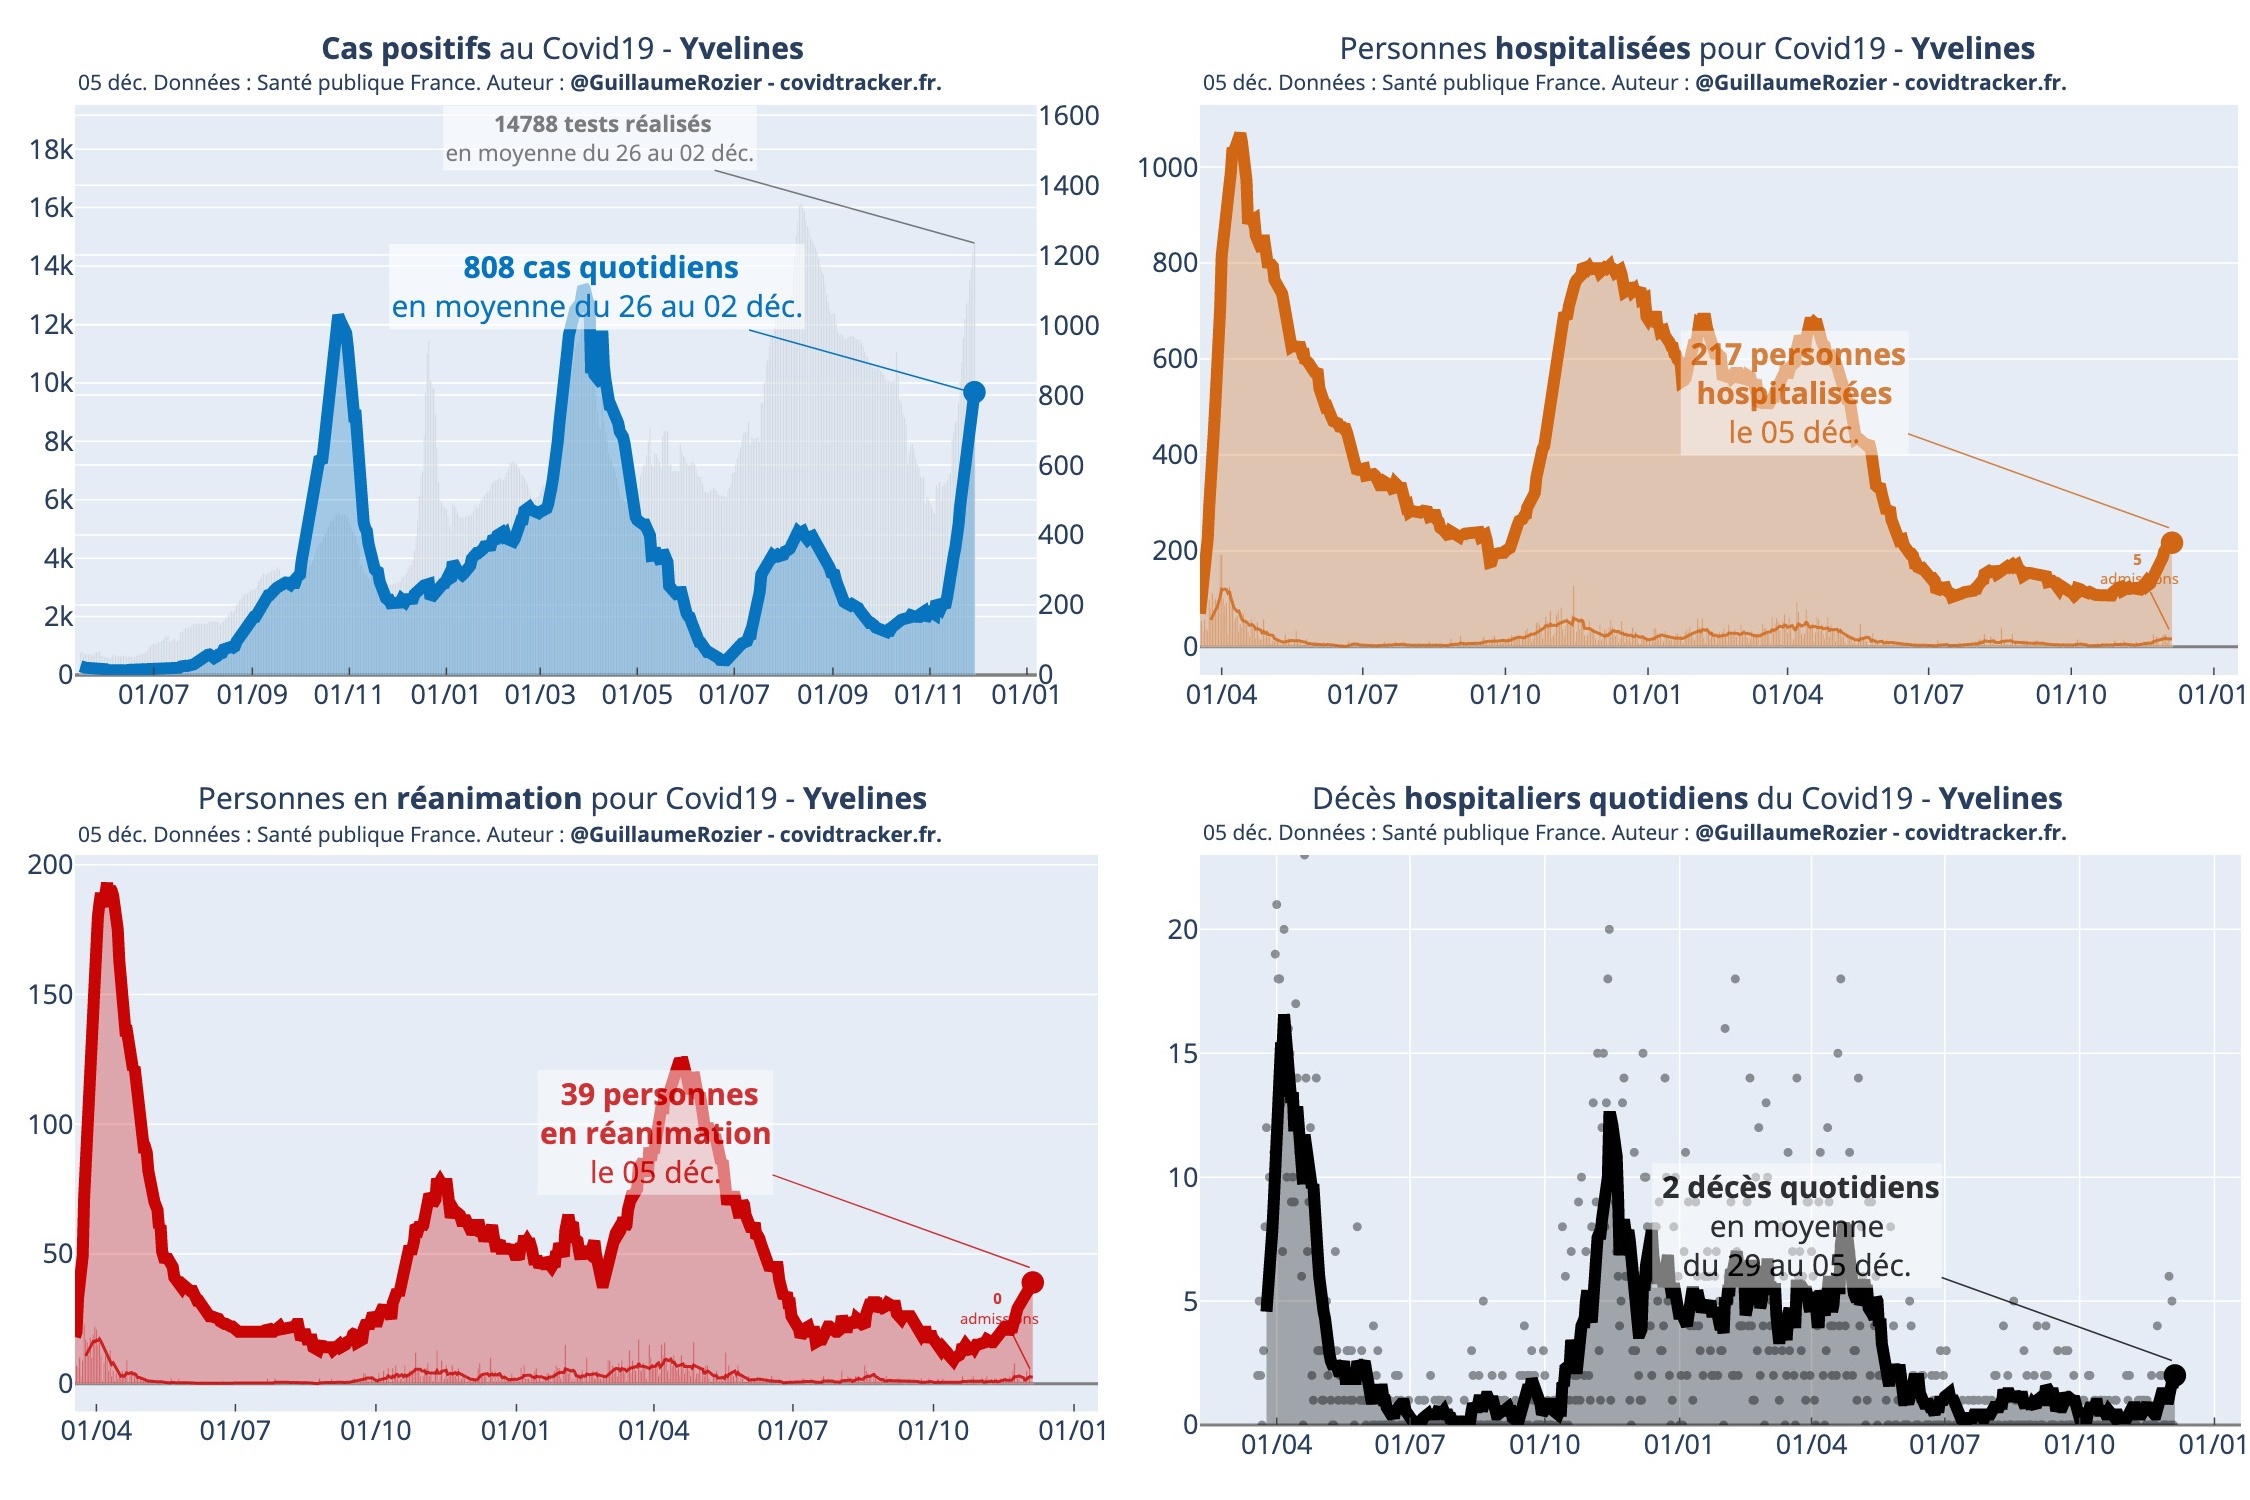 Cas positifs au Covid19 - Yvelines
05 déc. Données : Santé publique France. Auteur : @GuillaumeRozier - covidtracker.fr.
14788 tests réalisés
en moyenne du 26 au 02 déc.
808 cas quotidiens
en moyenne du 26 au 02 déc.
18k
16k
14k
12k
10k
8k
6k
4k
2k
0
1600
1400
1200
1000
800
600
400
200
0
01/07 01/09 01/11 01/01 01/03 01/05 01/07 01/09 01/11 01/01
Personnes hospitalisées pour Covid19 - Yvelines
05 déc. Données : Santé publique France. Auteur : @GuillaumeRozier - covidtracker.fr.
1000
800
600
400
200
0
217 personnes
hospitalisées
le 05 déc.
5
admissions
01/04 01/07 01/10 01/01 01/04 01/07 01/10 01/01
Personnes en réanimation pour Covid19 - Yvelines
05 déc. Données : Santé publique France. Auteur : @GuillaumeRozier - covidtracker.fr.
200
150
100
50
0
39 personnes
en réanimation
le 05 déc.
0
admissions
01/04 01/07 01/10 01/01 01/04 01/07 01/10 01/01
Décès hospitaliers quotidiens du Covid19 - Yvelines
05 déc. Données : Santé publique France. Auteur : @GuillaumeRozier - covidtracker.fr.
20
15
10
5
0
2 décès quotidiens
en moyenne
du 29 au 05 déc.
01/04 01/07 01/10 01/01 01/04 01/07 01/10 01/01